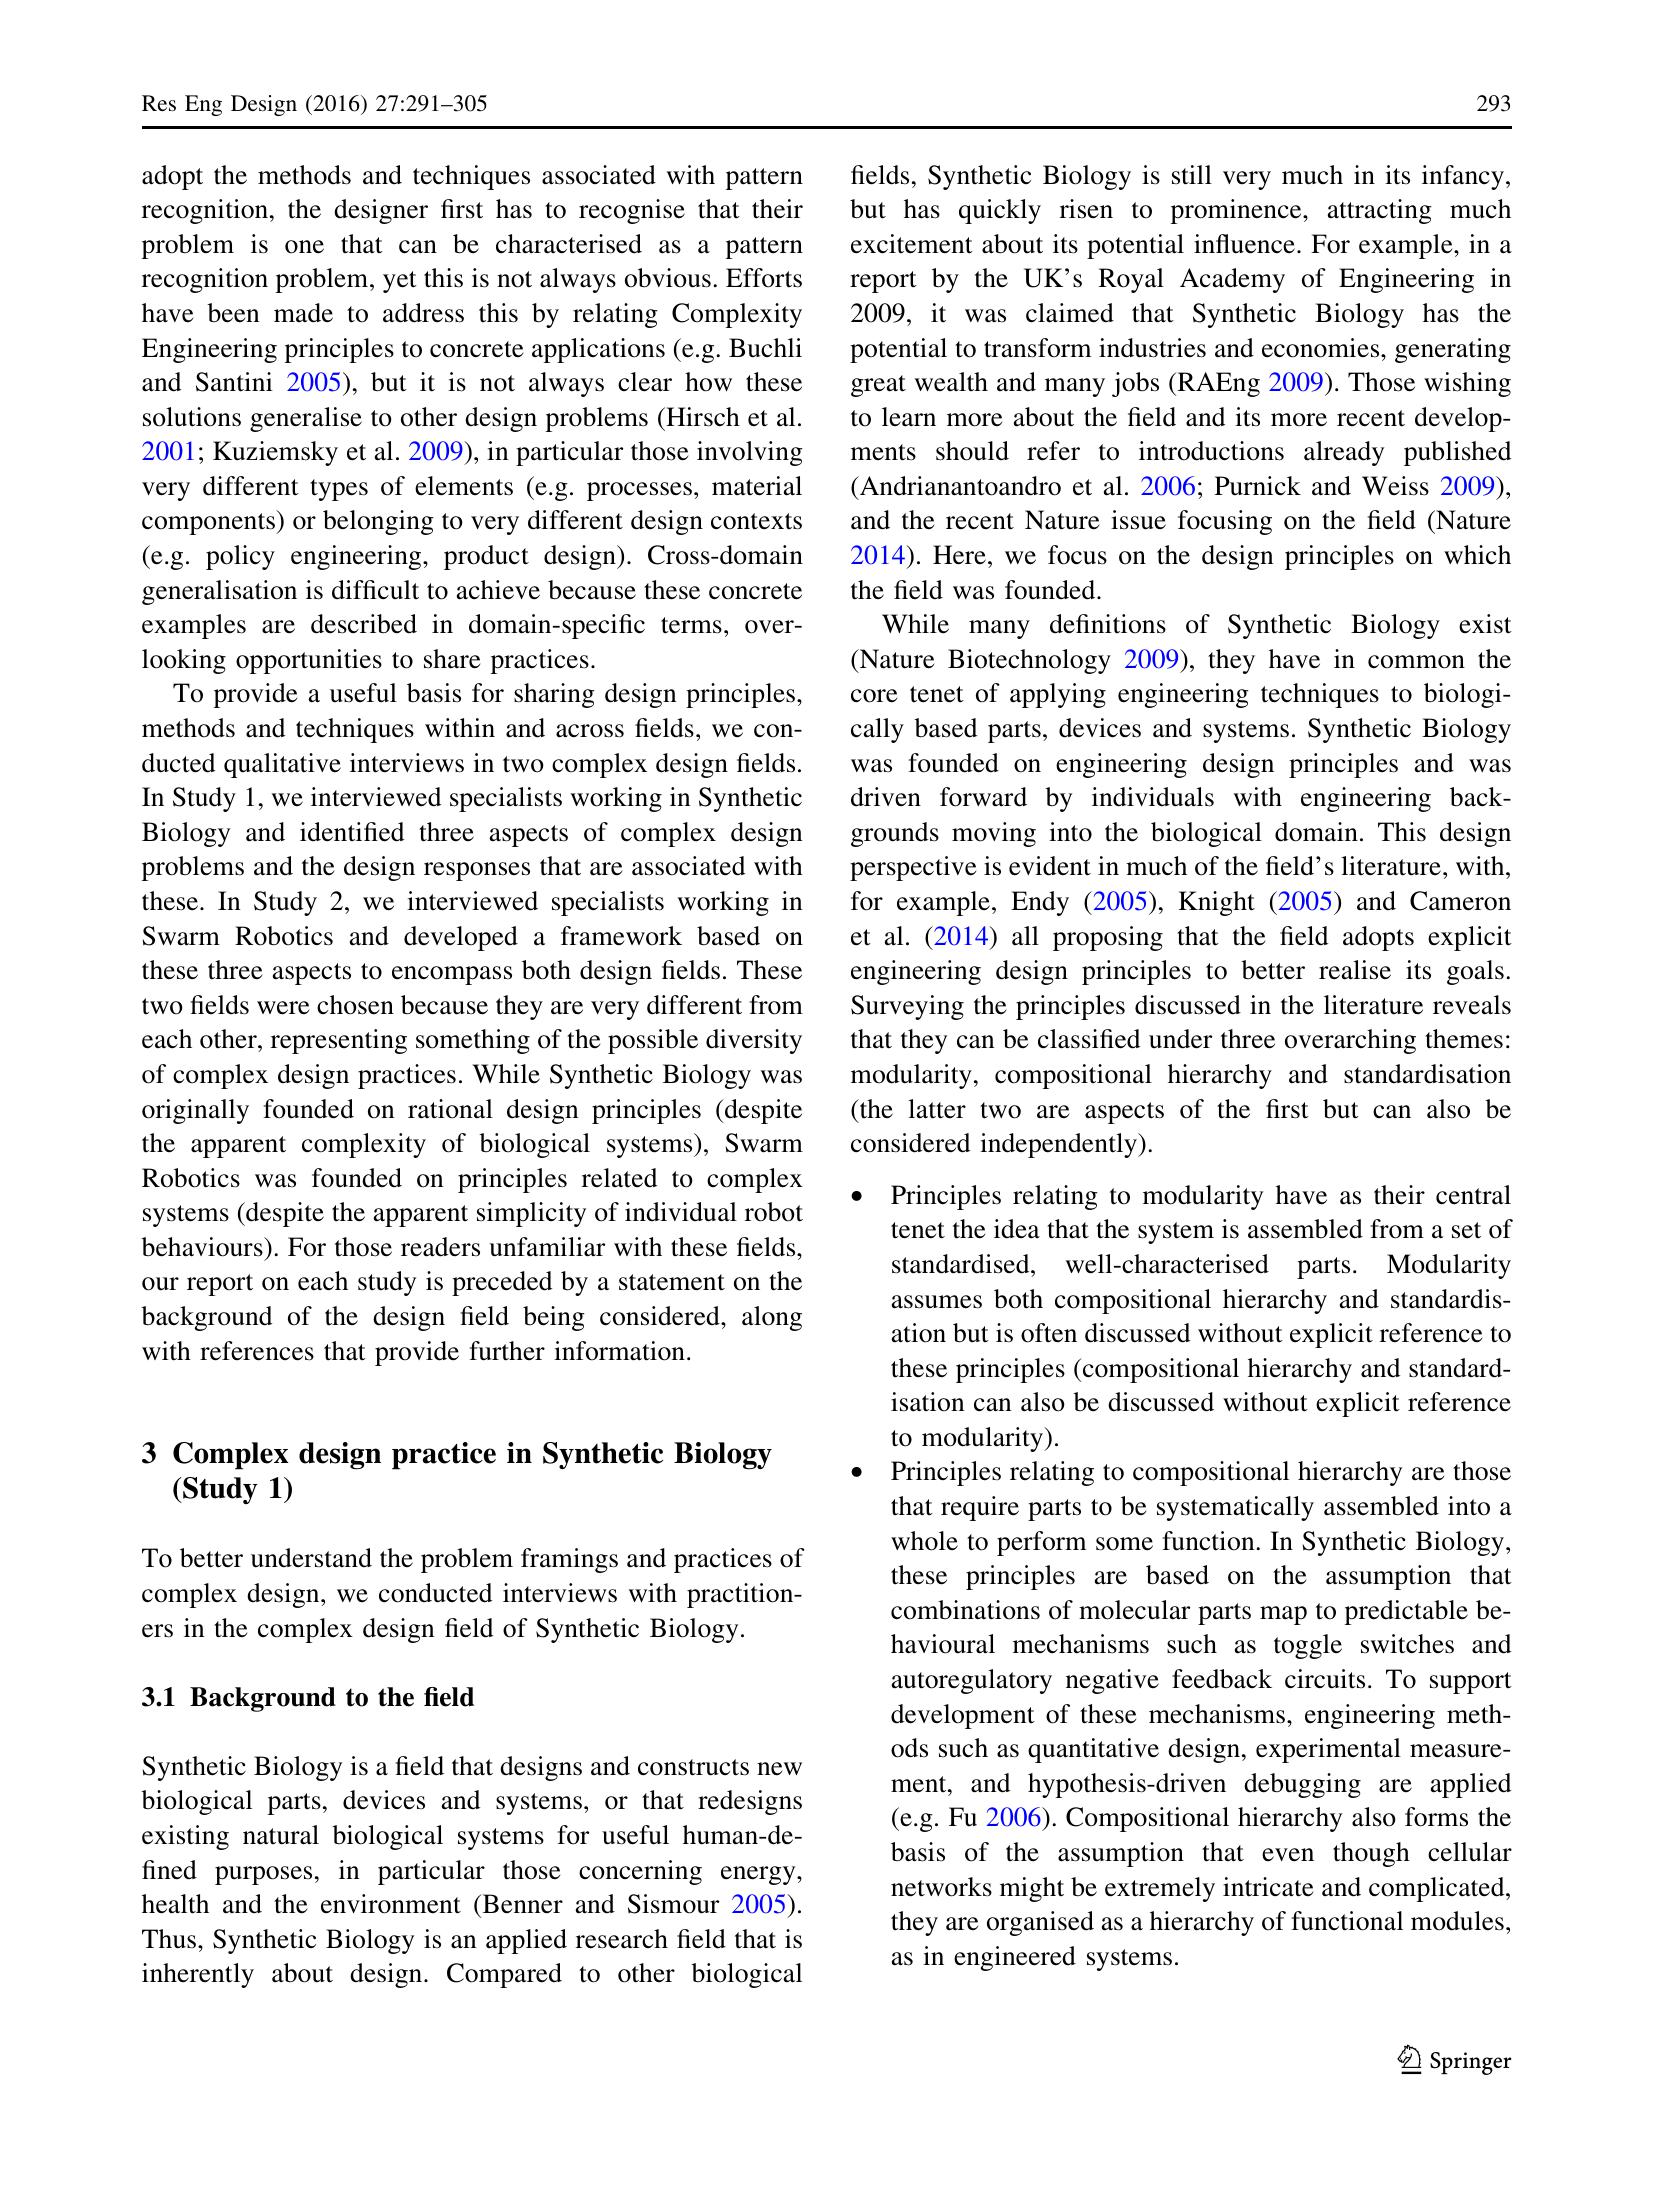 Res Eng Design (2016) 27:291–305
293
adopt the methods and techniques associated with pattern
recognition, the designer first has to recognise that their
problem is one that can be characterised as a pattern
recognition problem, yet this is not always obvious. Efforts
have been made to address this by relating Complexity
Engineering principles to concrete applications (e.g. Buchli
and Santini 2005), but it is not always clear how these
solutions generalise to other design problems (Hirsch et al.
2001; Kuziemsky et al. 2009), in particular those involving
very different types of elements (e.g. processes, material
components) or belonging to very different design contexts
(e.g. policy engineering, product design). Cross-domain
generalisation is difficult to achieve because these concrete
examples are described in domain-specific terms, over-
looking opportunities to share practices.
To provide a useful basis for sharing design principles,
methods and techniques within and across fields, we con-
ducted qualitative interviews in two complex design fields.
In Study 1, we interviewed specialists working in Synthetic
Biology and identified three aspects of complex design
problems and the design responses that are associated with
these. In Study 2, we interviewed specialists working in
Swarm Robotics and developed a framework based on
these three aspects to encompass both design fields. These
two fields were chosen because they are very different from
each other, representing something of the possible diversity
of complex design practices. While Synthetic Biology was
originally founded on rational design principles (despite
the apparent complexity of biological systems), Swarm
Robotics was founded on principles related to complex
systems (despite the apparent simplicity of individual robot
behaviours). For those readers unfamiliar with these fields,
our report on each study is preceded by a statement on the
background of the design field being considered, along
with references that provide further information.
3 Complex design practice in Synthetic Biology
(Study 1)
To better understand the problem framings and practices of
complex design, we conducted interviews with practition-
ers in the complex design field of Synthetic Biology.
3.1 Background to the field
Synthetic Biology is a field that designs and constructs new
biological parts, devices and systems, or that redesigns
existing natural biological systems for useful human-de-
fined purposes, in particular those concerning energy,
health and the environment (Benner and Sismour 2005).
Thus, Synthetic Biology is an applied research field that is
inherently about design. Compared to other biological
fields, Synthetic Biology is still very much in its infancy,
but has quickly risen to prominence, attracting much
excitement about its potential influence. For example, in a
report by the UK's Royal Academy of Engineering in
2009, it was claimed that Synthetic Biology has the
potential to transform industries and economies, generating
great wealth and many jobs (RAEng 2009). Those wishing
to learn more about the field and its more recent develop-
ments should refer to introductions already published
(Andrianantoandro et al. 2006; Purnick and Weiss 2009),
and the recent Nature issue focusing on the field (Nature
2014). Here, we focus on the design principles on which
the field was founded.
While many definitions of Synthetic Biology exist
(Nature Biotechnology 2009), they have in common the
core tenet of applying engineering techniques to biologi-
cally based parts, devices and systems. Synthetic Biology
was founded on engineering design principles and was
driven forward by individuals with engineering back-
grounds moving into the biological domain. This design
perspective is evident in much of the field's literature, with,
for example, Endy (2005), Knight (2005) and Cameron
et al. (2014) all proposing that the field adopts explicit
engineering design principles to better realise its goals.
Surveying the principles discussed in the literature reveals
that they can be classified under three overarching themes:
modularity, compositional hierarchy and standardisation
(the latter two are aspects of the first but can also be
considered independently).
• Principles relating to modularity have as their central
tenet the idea that the system is assembled from a set of
standardised, well-characterised parts. Modularity
assumes both compositional hierarchy and standardis-
ation but is often discussed without explicit reference to
these principles (compositional hierarchy and standard-
isation can also be discussed without explicit reference
to modularity).
• Principles relating to compositional hierarchy are those
that require parts to be systematically assembled into a
whole to perform some function. In Synthetic Biology,
these principles are based on the assumption that
combinations of molecular parts map to predictable be-
havioural mechanisms such as toggle switches and
autoregulatory negative feedback circuits. To support
development of these mechanisms, engineering meth-
ods such as quantitative design, experimental measure-
ment, and hypothesis-driven debugging are applied
(e.g. Fu 2006). Compositional hierarchy also forms the
basis of the assumption that even though cellular
networks might be extremely intricate and complicated,
they are organised as a hierarchy of functional modules,
as in engineered systems.
Springer